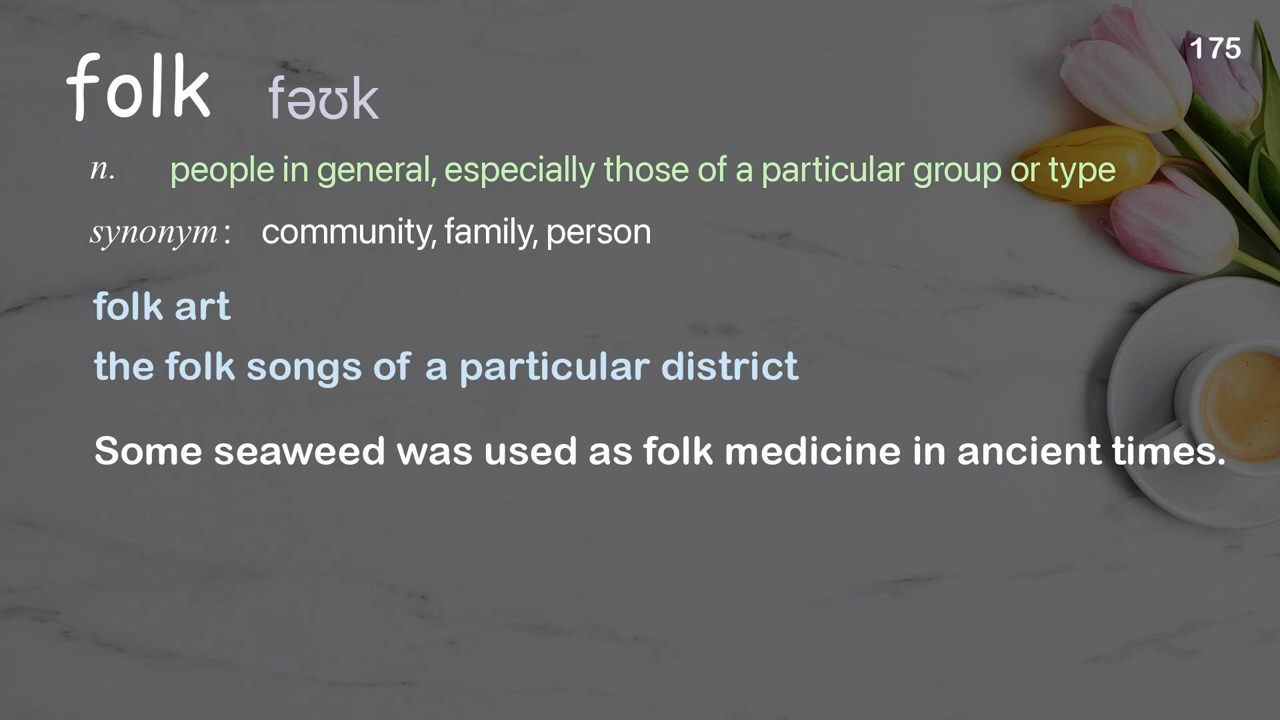 175
folk fəʊk
n. people in general, especially those of a particular group or type
synonym: community, family, person
folk art
the folk songs of a particular district
Some seaweed was used as folk medicine in ancient times.